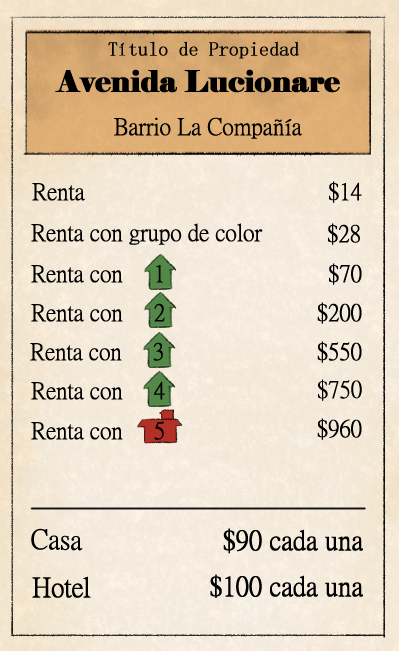 Título de Propiedad
Avenida Lucionare
Barrio La Compañía
Renta $14
Renta con grupo de color $28
Renta con 1 $70
Renta con 2 $200
Renta con 3 $550
Renta con 4 $750
Renta con 5 $960
Casa $90 cada una
Hotel $100 cada una